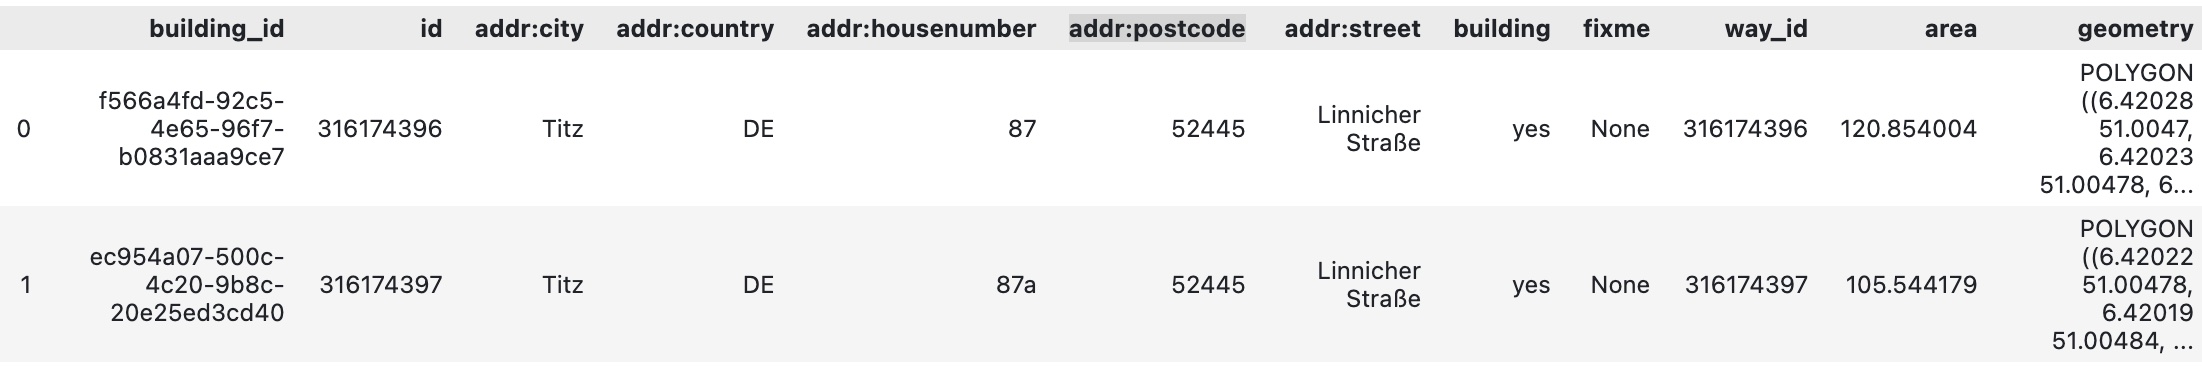 building_id id addr:city addr:country addr:housenumber addr:postcode addr:street building fixme way_id area geometry
0 f566a4fd-92c5-4e65-96f7-b0831aaa9ce7 316174396 Titz DE 87 52445 Linnicher Straße yes None 316174396 120.854004 POLYGON ((6.42028 51.0047, 6.42023 51.00478, 6...
1 ec954a07-500c-4c20-9b8c-20e25ed3cd40 316174397 Titz DE 87a 52445 Linnicher Straße yes None 316174397 105.544179 POLYGON ((6.42022 51.00478, 6.42019 51.00484, ...